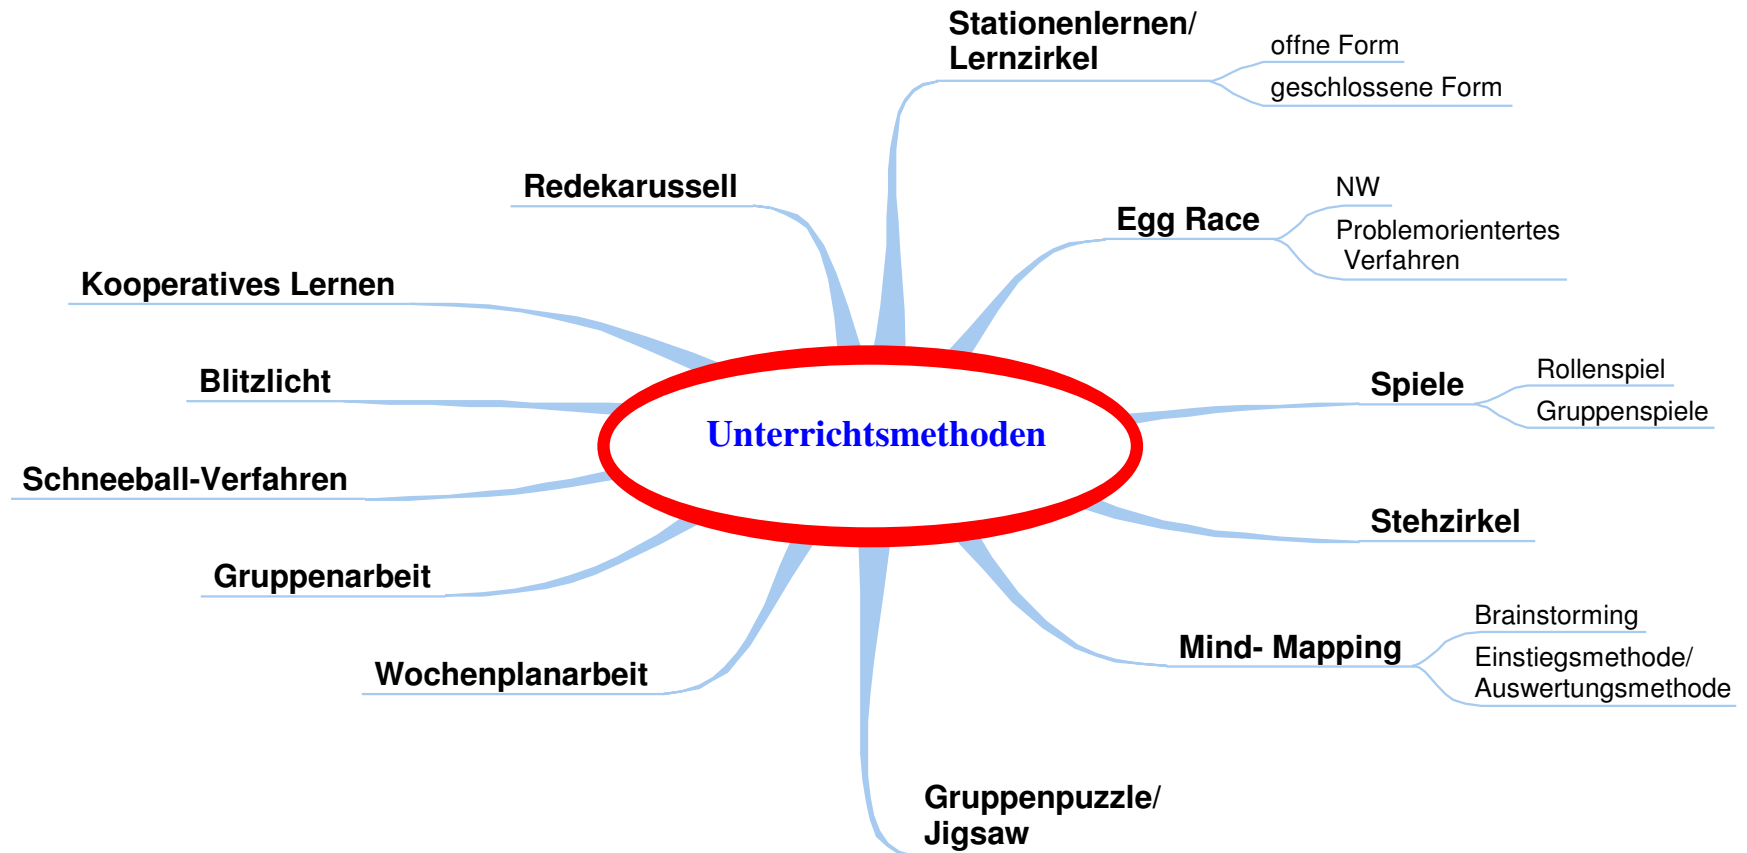 Stationenlernen/
Lernzirkel
offne Form
geschlossene Form
Redekarussell
Egg Race
NW
Problemorientertes
Verfahren
Kooperatives Lernen
Blitzlicht
Spiele
Rollenspiel
Gruppenspiele
Unterrichtsmethoden
Schneeball-Verfahren
Stehzirkel
Gruppenarbeit
Mind- Mapping
Brainstorming
Einstiegsmethode/
Auswertungsmethode
Wochenplanarbeit
Gruppenpuzzle/
Jigsaw